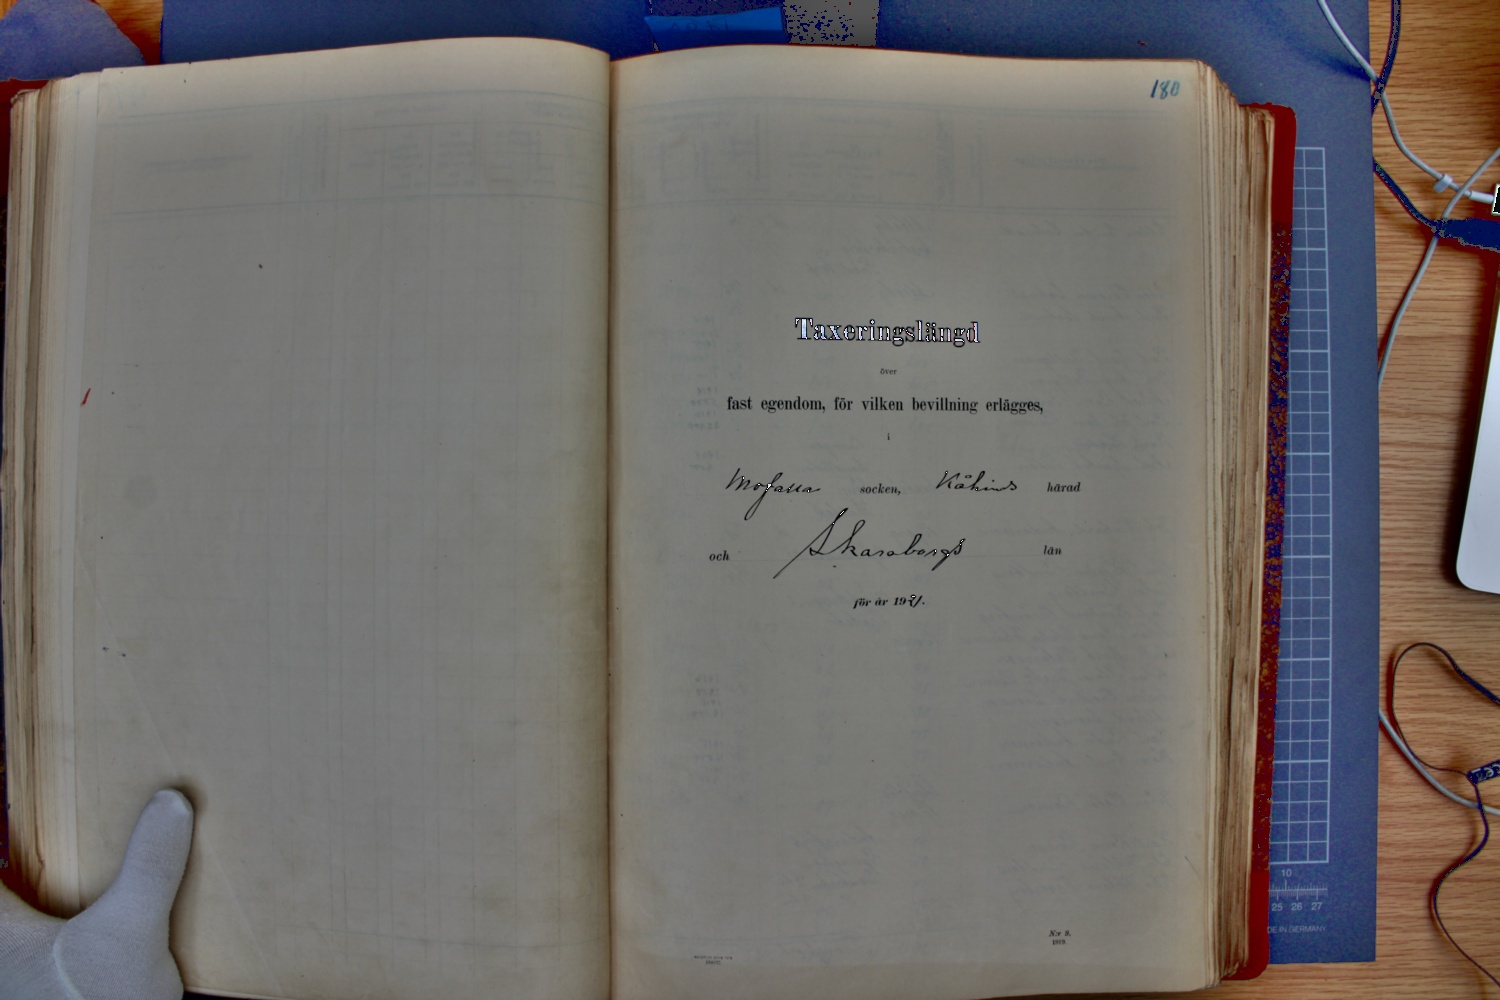 180
Taxeringslängd
över
fast egendom, för vilken bevillning erlägges,
i
Mofalla socken, Kåkinds härad
och Skaraborgs län
för år 1921.
N:r 9.
1919.
10
25 26 27
DE IN GERMANY